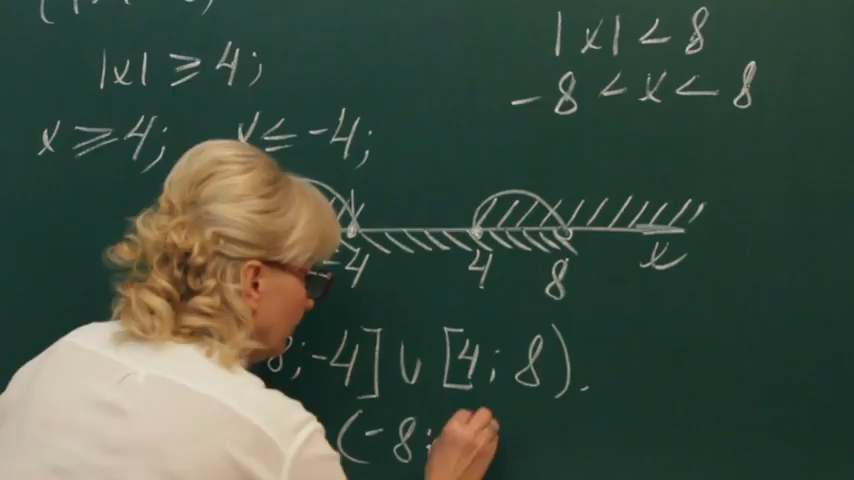 |x| ≥ 4;
|x| < 8
x ≥ 4; x ≤ -4;
-8 < x < 8
-4 4 8 x
8; -4] ∪ [4; 8).
(-8;